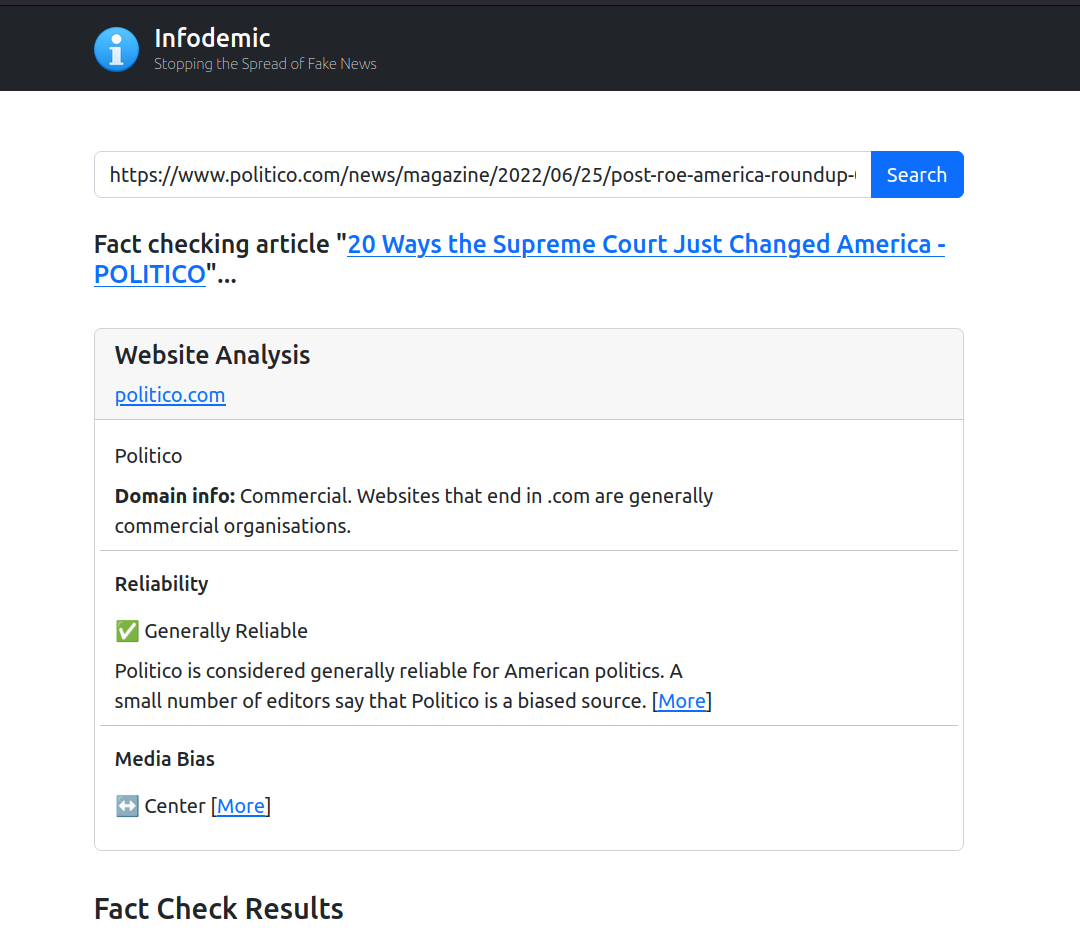 Infodemic
Stopping the Spread of Fake News
https://www.politico.com/news/magazine/2022/06/25/post-roe-america-roundup-
Search
Fact checking article "20 Ways the Supreme Court Just Changed America -
POLITICO"...
Website Analysis
politico.com
Politico
Domain info: Commercial. Websites that end in .com are generally
commercial organisations.
Reliability
✅ Generally Reliable
Politico is considered generally reliable for American politics. A
small number of editors say that Politico is a biased source. [More]
Media Bias
↔️ Center [More]
Fact Check Results